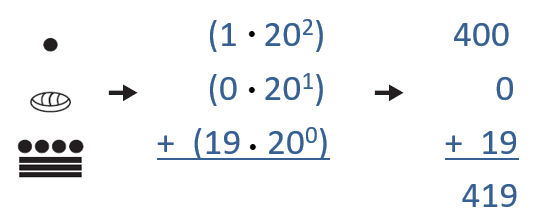 (1 · 20²) 400
(0 · 20¹) 0
+ (19 · 20⁰) + 19
419